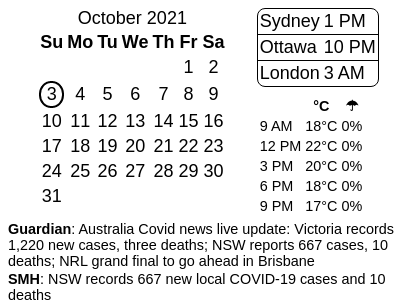 October 2021
Su Mo Tu We Th Fr Sa
1 2
3 4 5 6 7 8 9
10 11 12 13 14 15 16
17 18 19 20 21 22 23
24 25 26 27 28 29 30
31
Sydney 1 PM
Ottawa 10 PM
London 3 AM
°C ☂
9 AM 18°C 0%
12 PM 22°C 0%
3 PM 20°C 0%
6 PM 18°C 0%
9 PM 17°C 0%
Guardian: Australia Covid news live update: Victoria records
1,220 new cases, three deaths; NSW reports 667 cases, 10
deaths; NRL grand final to go ahead in Brisbane
SMH: NSW records 667 new local COVID-19 cases and 10
deaths